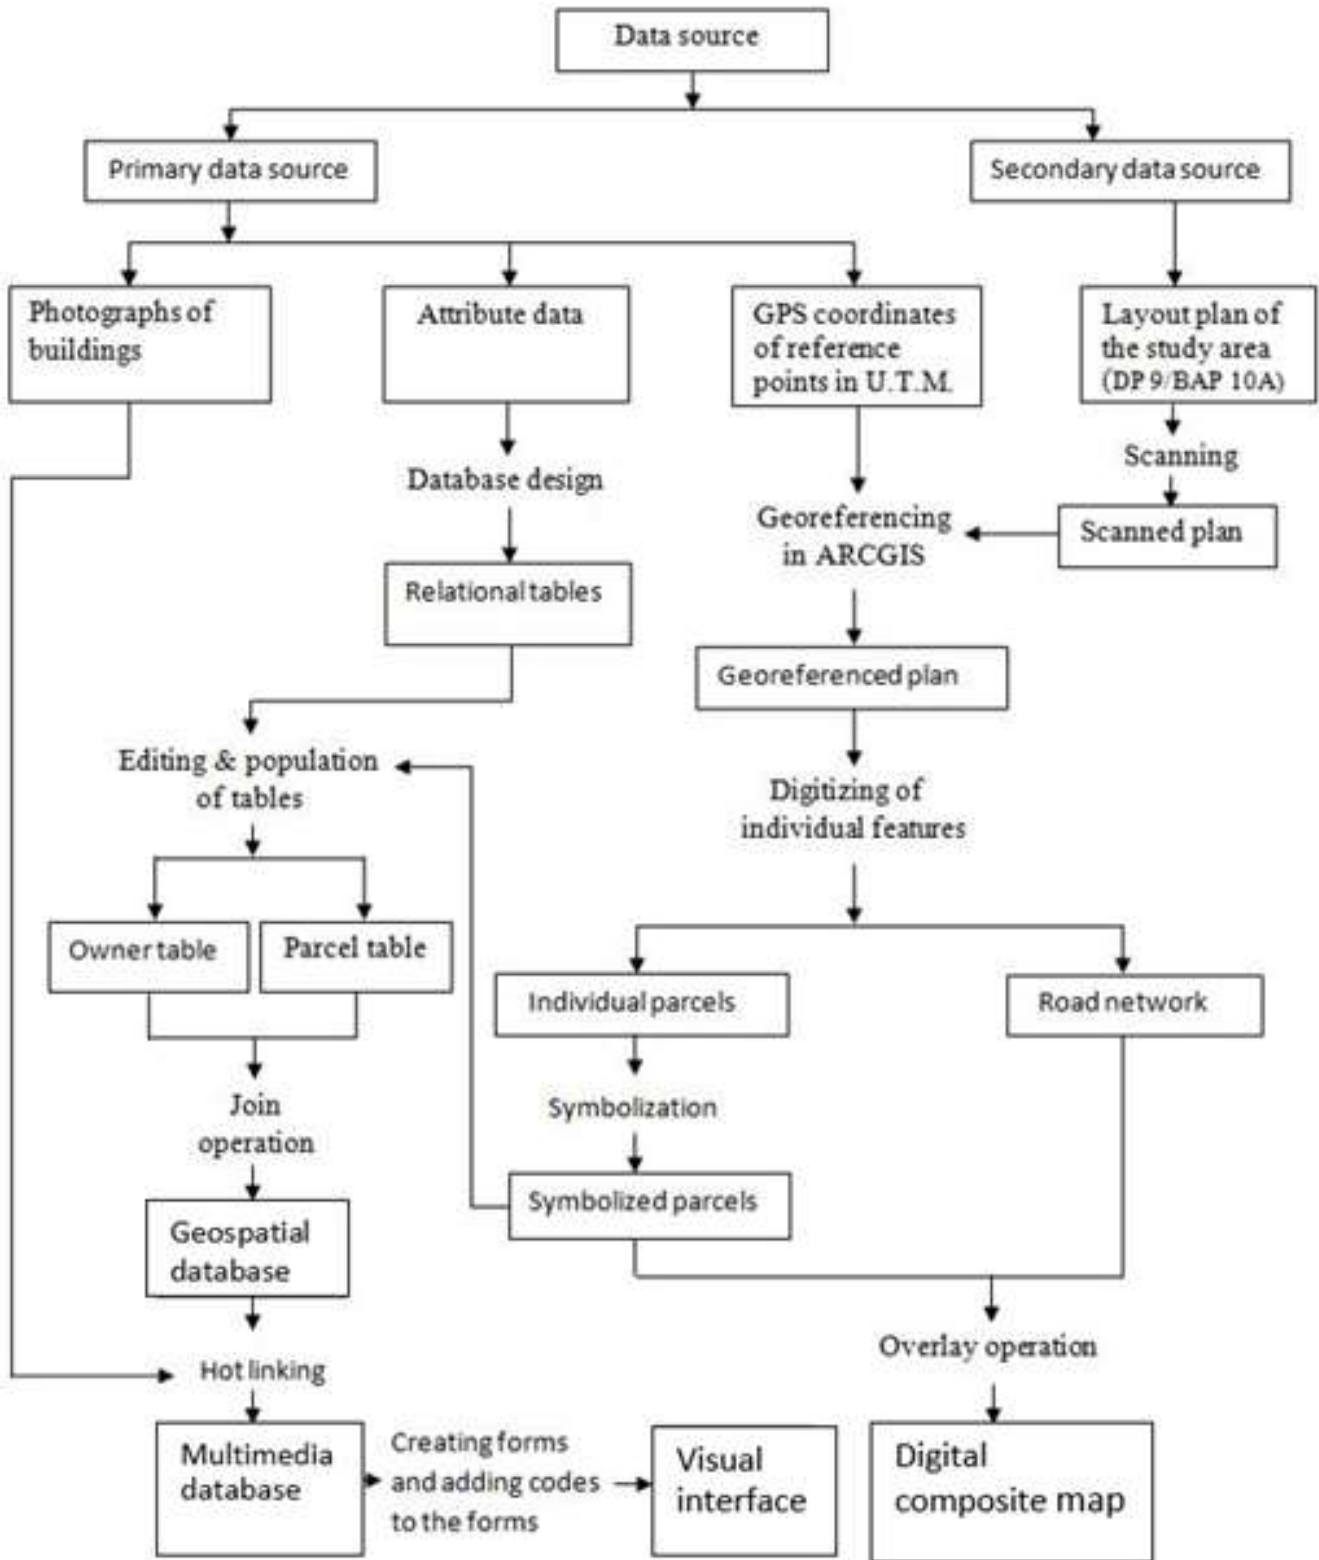 Data source
Primary data source
Secondary data source
Photographs of
buildings
Attribute data
GPS coordinates
of reference
points in U.T.M.
Layout plan of
the study area
(DP 9/BAP 10A)
Scanning
Database design
Georeferencing
in ARCGIS
Scanned plan
Relational tables
Georeferenced plan
Editing & population
of tables
Digitizing of
individual features
Owner table
Parcel table
Individual parcels
Road network
Join
operation
Symbolization
Symbolized parcels
Geospatial
database
Overlay operation
Hot linking
Multimedia
database
Creating forms
and adding codes
to the forms
Visual
interface
Digital
composite map